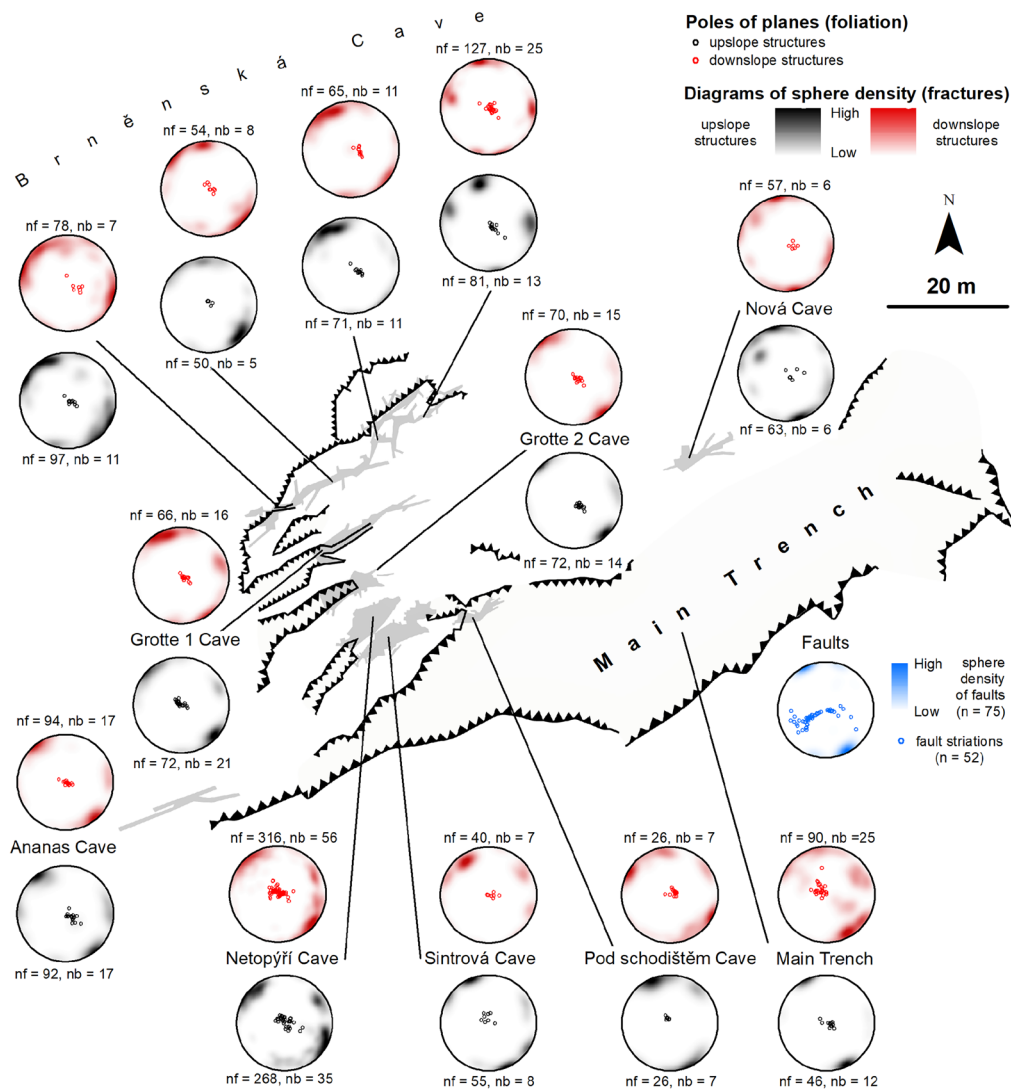 B r n ě n s k á C a v e
nf = 127, nb = 25
nf = 65, nb = 11
nf = 54, nb = 8
nf = 78, nb = 7
Poles of planes (foliation)
upslope structures
downslope structures
Diagrams of sphere density (fractures)
upslope
structures
High
Low
downslope
structures
nf = 57, nb = 6
N
20 m
Nová Cave
nf = 63, nb = 6
nf = 81, nb = 13
nf = 71, nb = 11
nf = 50, nb = 5
nf = 97, nb = 11
nf = 70, nb = 15
Grotte 2 Cave
nf = 72, nb = 14
nf = 66, nb = 16
Grotte 1 Cave
nf = 72, nb = 21
M a i n T r e n c h
Faults
High
Low
sphere
density
of faults
(n = 75)
fault striations
(n = 52)
nf = 94, nb = 17
Ananas Cave
nf = 92, nb = 17
nf = 316, nb = 56
Netopýří Cave
nf = 268, nb = 35
nf = 40, nb = 7
Sintrová Cave
nf = 55, nb = 8
nf = 26, nb = 7
Pod schodištěm Cave
nf = 26, nb = 7
nf = 90, nb =25
Main Trench
nf = 46, nb = 12